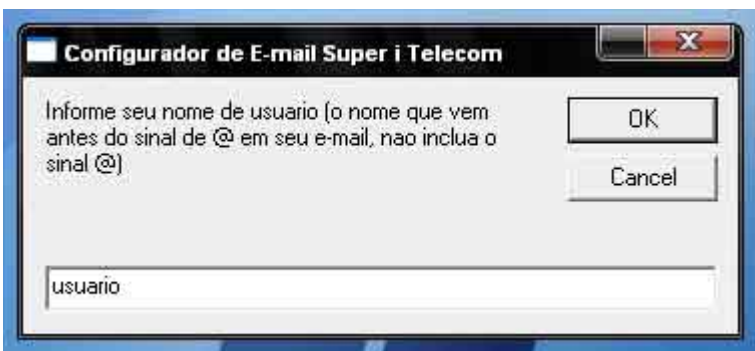 Configurador de E-mail Super i Telecom
Informe seu nome de usuario (o nome que vem
antes do sinal de @ em seu e-mail, nao inclua o
sinal @)
OK
Cancel
usuario